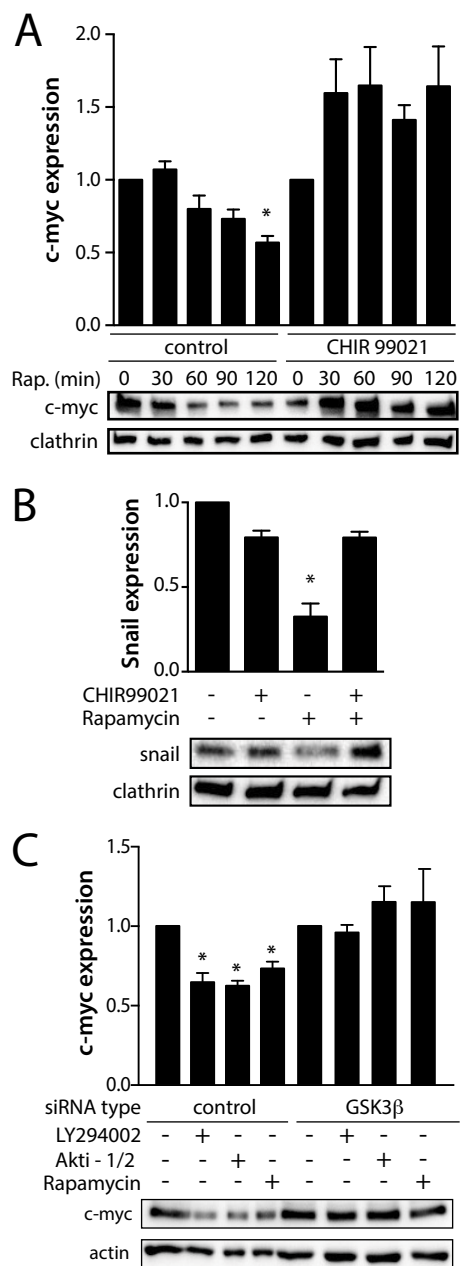 A
c-myc expression
2.0
*
1.5
1.0
0.5
0.0
control CHIR 99021
Rap. (min) 0 30 60 90 120 0 30 60 90 120
c-myc
clathrin
B
Snail expression
1.0
*
0.5
0.0
CHIR99021 - + - +
Rapamycin - - + +
snail
clathrin
C
c-myc expression
1.5
1.0
* * *
0.5
0.0
siRNA type control GSK3β
LY294002 - + - - - + - -
Akti - 1/2 - - + - - - + -
Rapamycin - - - + - - - +
c-myc
actin